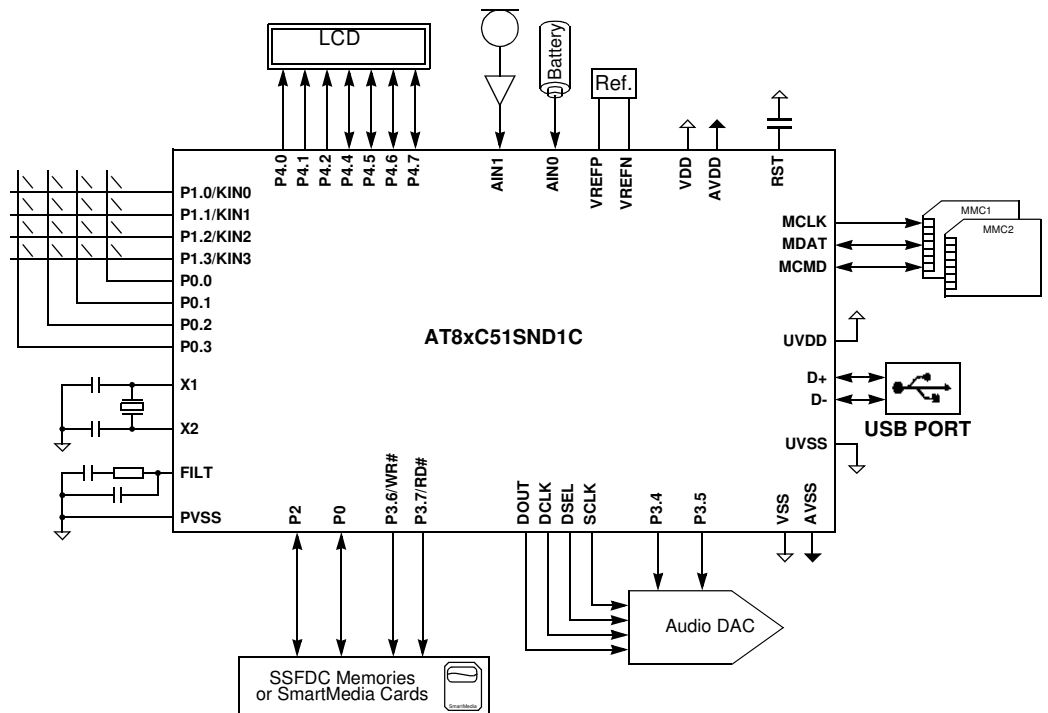 LCD
Battery
Ref.
P4.0
P4.1
P4.2
P4.4
P4.5
P4.6
P4.7
AIN1
AIN0
VREFP
VREFN
VDD
AVDD
RST
P1.0/KIN0
P1.1/KIN1
P1.2/KIN2
P1.3/KIN3
P0.0
P0.1
P0.2
P0.3
X1
X2
FILT
PVSS
AT8xC51SND1C
MCLK
MDAT
MCMD
MMC1
MMC2
UVDD
D+
D-
USB PORT
UVSS
P2
P0
P3.6/WR#
P3.7/RD#
DOUT
DCLK
DSEL
SCLK
P3.4
P3.5
VSS
AVSS
Audio DAC
SSFDC Memories
or SmartMedia Cards
SmartMedia